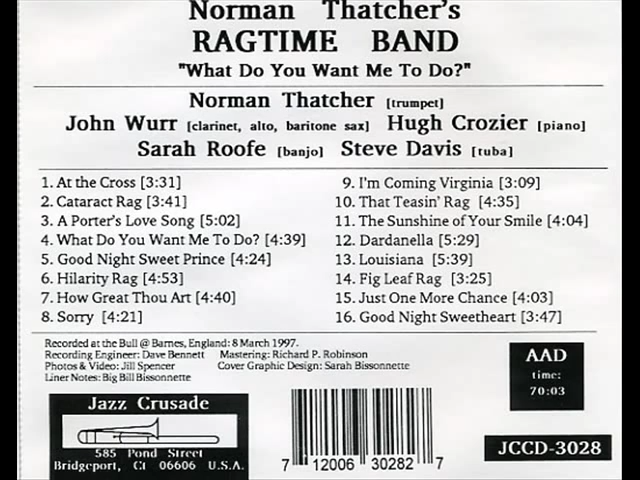 Norman Thatcher's
RAGTIME BAND
"What Do You Want Me To Do?"
Norman Thatcher [trumpet]
John Wurr [clarinet, alto, baritone sax] Hugh Crozier [piano]
Sarah Roofe [banjo] Steve Davis [tuba]
1. At the Cross [3:31]
2. Cataract Rag [3:41]
3. A Porter's Love Song [5:02]
4. What Do You Want Me To Do? [4:39]
5. Good Night Sweet Prince [4:24]
6. Hilarity Rag [4:53]
7. How Great Thou Art [4:40]
8. Sorry [4:21]
9. I'm Coming Virginia [3:09]
10. That Teasin' Rag [4:35]
11. The Sunshine of Your Smile [4:04]
12. Dardanella [5:29]
13. Louisiana [5:39]
14. Fig Leaf Rag [3:25]
15. Just One More Chance [4:03]
16. Good Night Sweetheart [3:47]
Recorded at the Bull @ Barnes, England: 8 March 1997.
Recording Engineer: Dave Bennett Mastering: Richard P. Robinson
Photos & Video: Jill Spencer Cover Graphic Design: Sarah Bissonnette
Liner Notes: Big Bill Bissonnette
Jazz Crusade
585 Pond Street
Bridgeport, Ct 06606 U.S.A.
7 12006 30282 7
AAD
time:
70:03
JCCD-3028